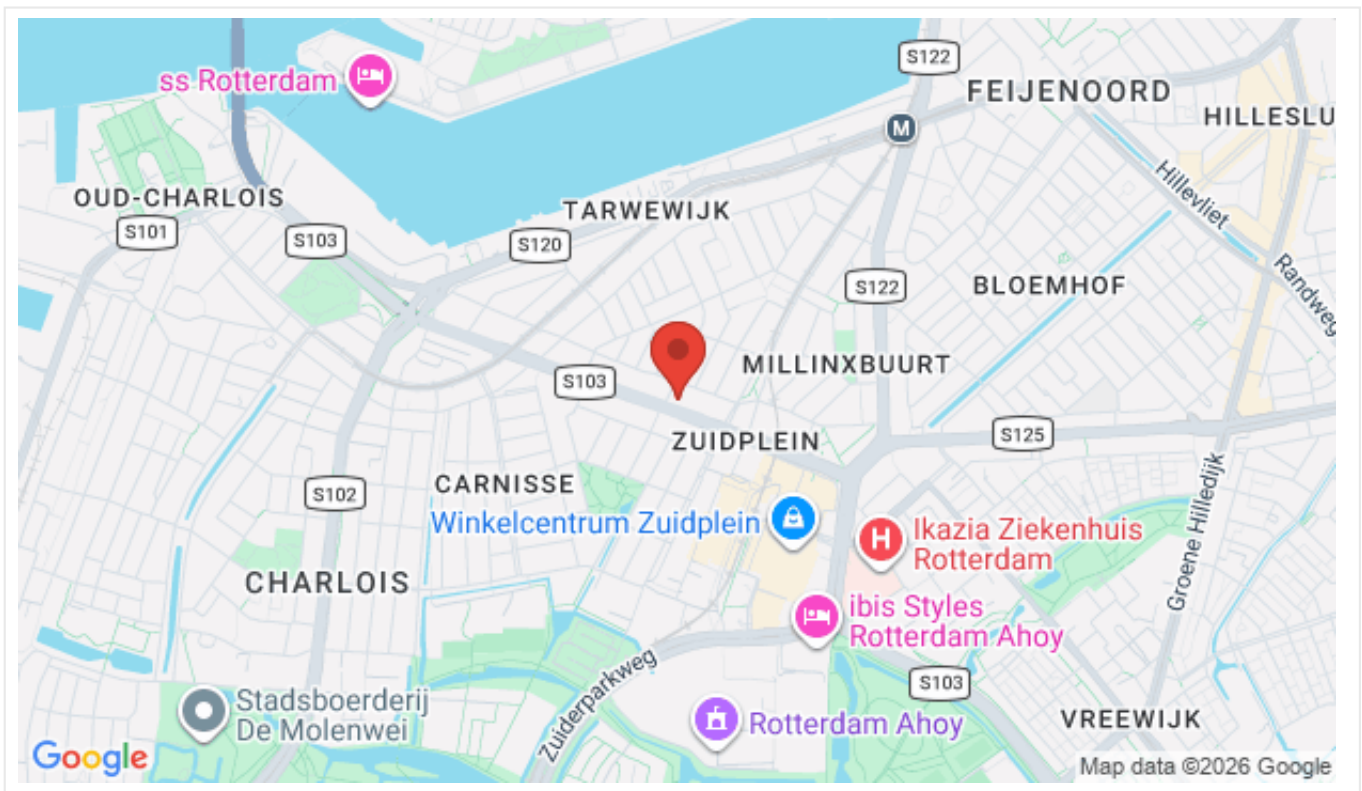 S122
ss Rotterdam
FEIJENOORD
HILLESLU
M
Hillevliet
OUD-CHARLOIS
TARWEWIJK
S101
S103
S120
Randweg
S122
BLOEMHOF
MILLINXBUURT
S103
ZUIDPLEIN
S125
CARNISSE
S102
Winkelcentrum Zuidplein
H
Ikazia Ziekenhuis
Rotterdam
Groene Hilledijk
CHARLOIS
ibis Styles
Rotterdam Ahoy
Zuiderparkweg
S103
Stadsboerderij
De Molenwei
Rotterdam Ahoy
VREEWIJK
Google
Map data ©2026 Google